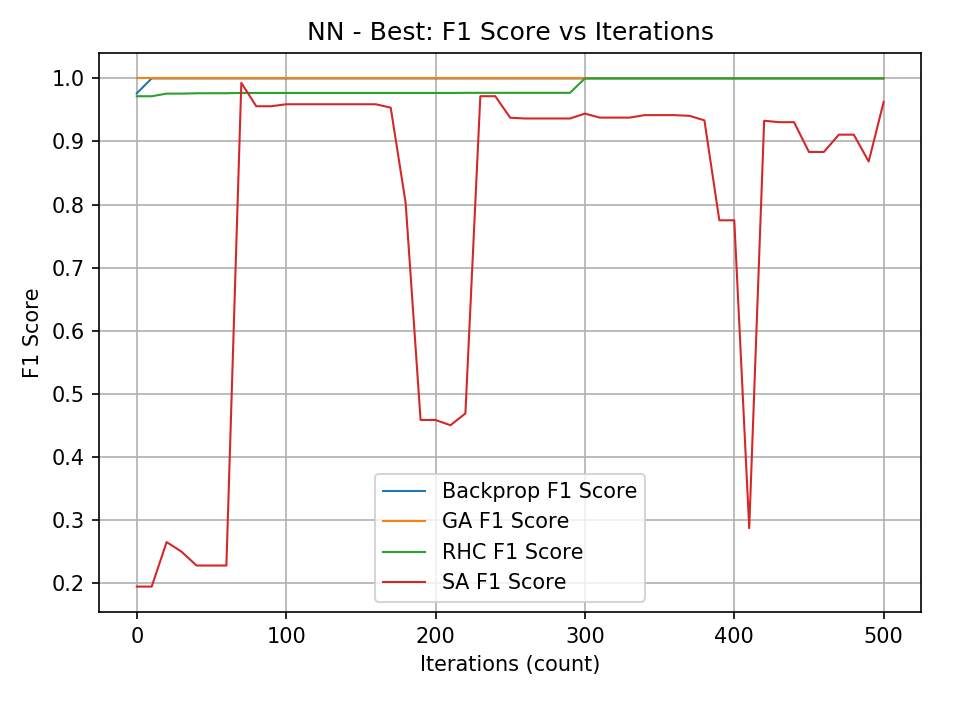 NN - Best: F1 Score vs Iterations
F1 Score
1.0
0.9
0.8
0.7
0.6
0.5
0.4
0.3
0.2
Backprop F1 Score
GA F1 Score
RHC F1 Score
SA F1 Score
0 100 200 300 400 500
Iterations (count)